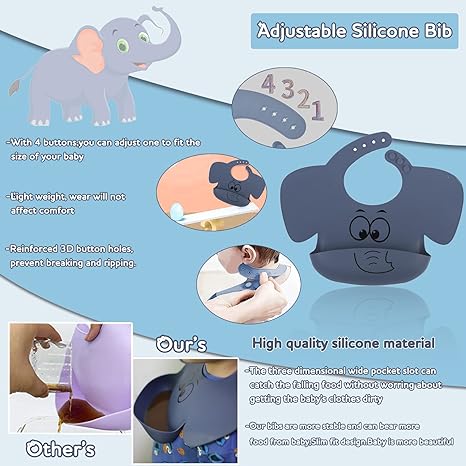 Adjustable Silicone Bib
4 3 2 1
-With 4 buttons,you can adjust one to fit the
size of your baby
-Light weight, wear will not
affect comfort
-Reinforced 3D button holes,
prevent breaking and ripping.
Our's
Other's
High quality silicone material
-The three dimensional wide pocket slot can
catch the falling food without worring about
getting the baby's clothes dirty
-Our bibs are more stable and can bear more
food from baby,Slim fit design.Baby is more beautiful